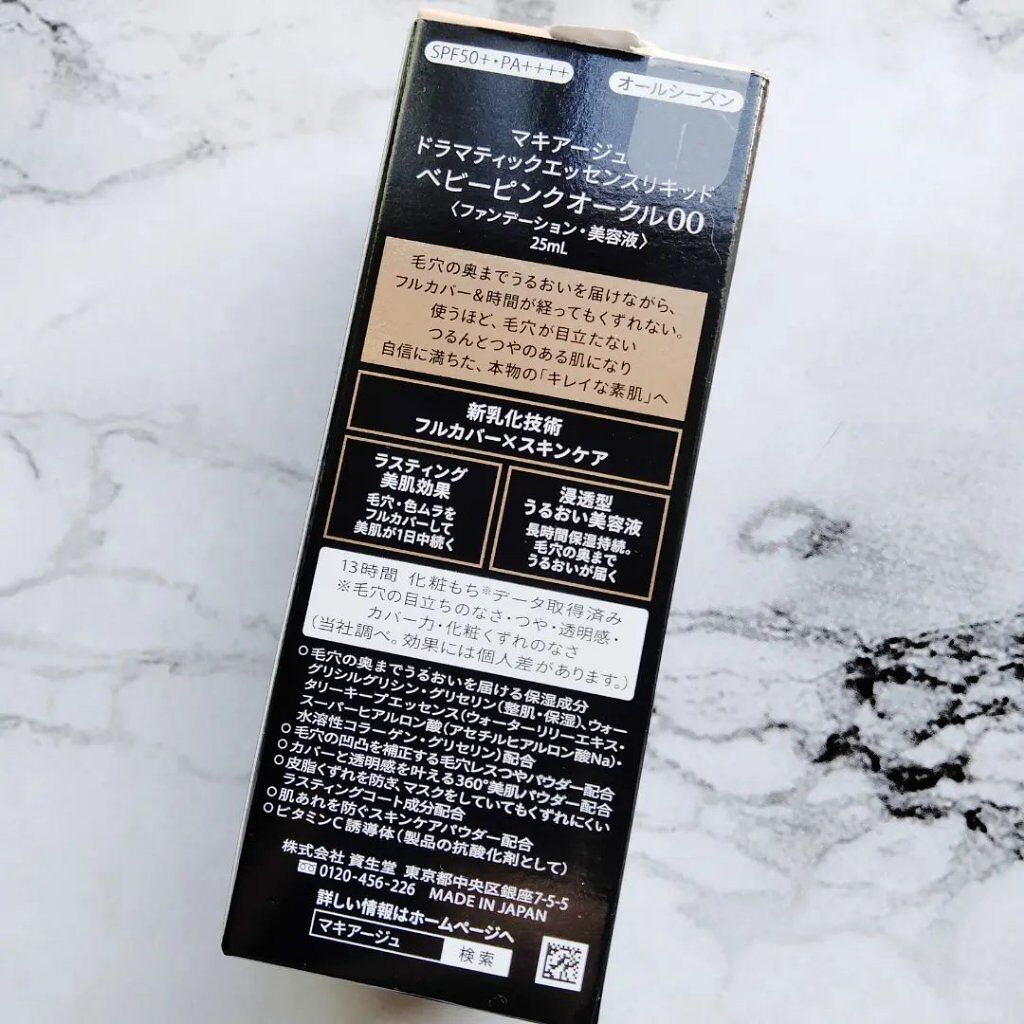 SPF50+・PA++++
オールシーズン
マキアージュ
ドラマティックエッセンスリキッド
ベビーピンクオークル00
〈ファンデーション・美容液〉
25mL
毛穴の奥までうるおいを届けながら、
フルカバー&時間が経ってもくずれない。
使うほど、毛穴が目立たない
つるんとつやのある肌になり
自信に満ちた、本物の「キレイな素肌」へ
新乳化技術
フルカバー×スキンケア
ラスティング
美肌効果
毛穴・色ムラを
フルカバーして
美肌が1日中続く
浸透型
うるおい美容液
長時間保湿持続。
毛穴の奥まで
うるおいが届く
13時間 化粧もち※データ取得済み
※毛穴の目立ちのなさ・つや・透明感・
カバー力・化粧くずれのなさ
(当社調べ。効果には個人差があります。)
○毛穴の奥までうるおいを届ける保湿成分
グリシルグリシン・グリセリン(整肌・保湿)、ウォー
タリーキープエッセンス(ウォーターリリーエキス・
スーパーヒアルロン酸(アセチルヒアルロン酸Na)・
水溶性コラーゲン・グリセリン)配合
○毛穴の凹凸を補正する毛穴レスつやパウダー配合
○カバーと透明感を叶える360°美肌パウダー配合
○皮脂くずれを防ぎ、マスクをしていてもくずれにくい
ラスティングコート成分配合
○肌あれを防ぐスキンケアパウダー配合
○ビタミンC誘導体(製品の抗酸化剤として)
株式会社 資生堂 東京都中央区銀座7-5-5
0120-456-226 MADE IN JAPAN
詳しい情報はホームページへ
マキアージュ 検索